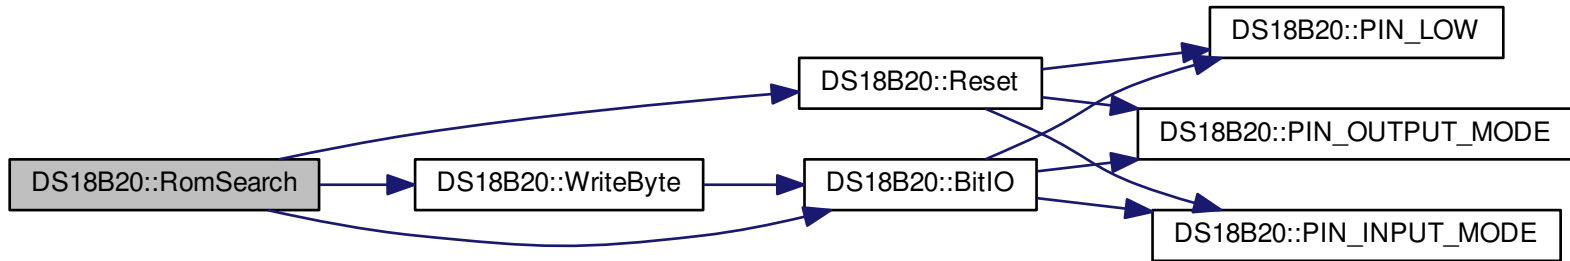 DS18B20::RomSearch
DS18B20::WriteByte
DS18B20::Reset
DS18B20::BitIO
DS18B20::PIN_LOW
DS18B20::PIN_OUTPUT_MODE
DS18B20::PIN_INPUT_MODE